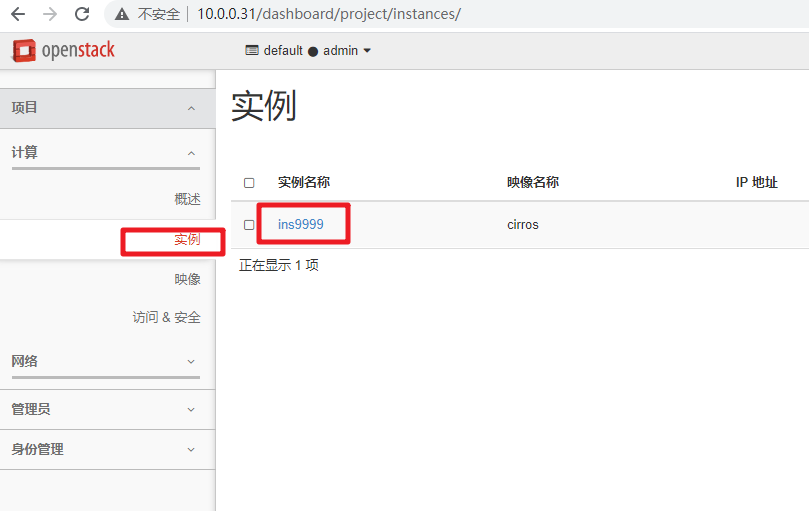 不安全 10.0.0.31/dashboard/project/instances/
openstack default ● admin
项目
计算
概述
实例
映像
访问 & 安全
网络
管理员
身份管理
实例
实例名称 映像名称 IP 地址
ins9999 cirros
正在显示 1 项